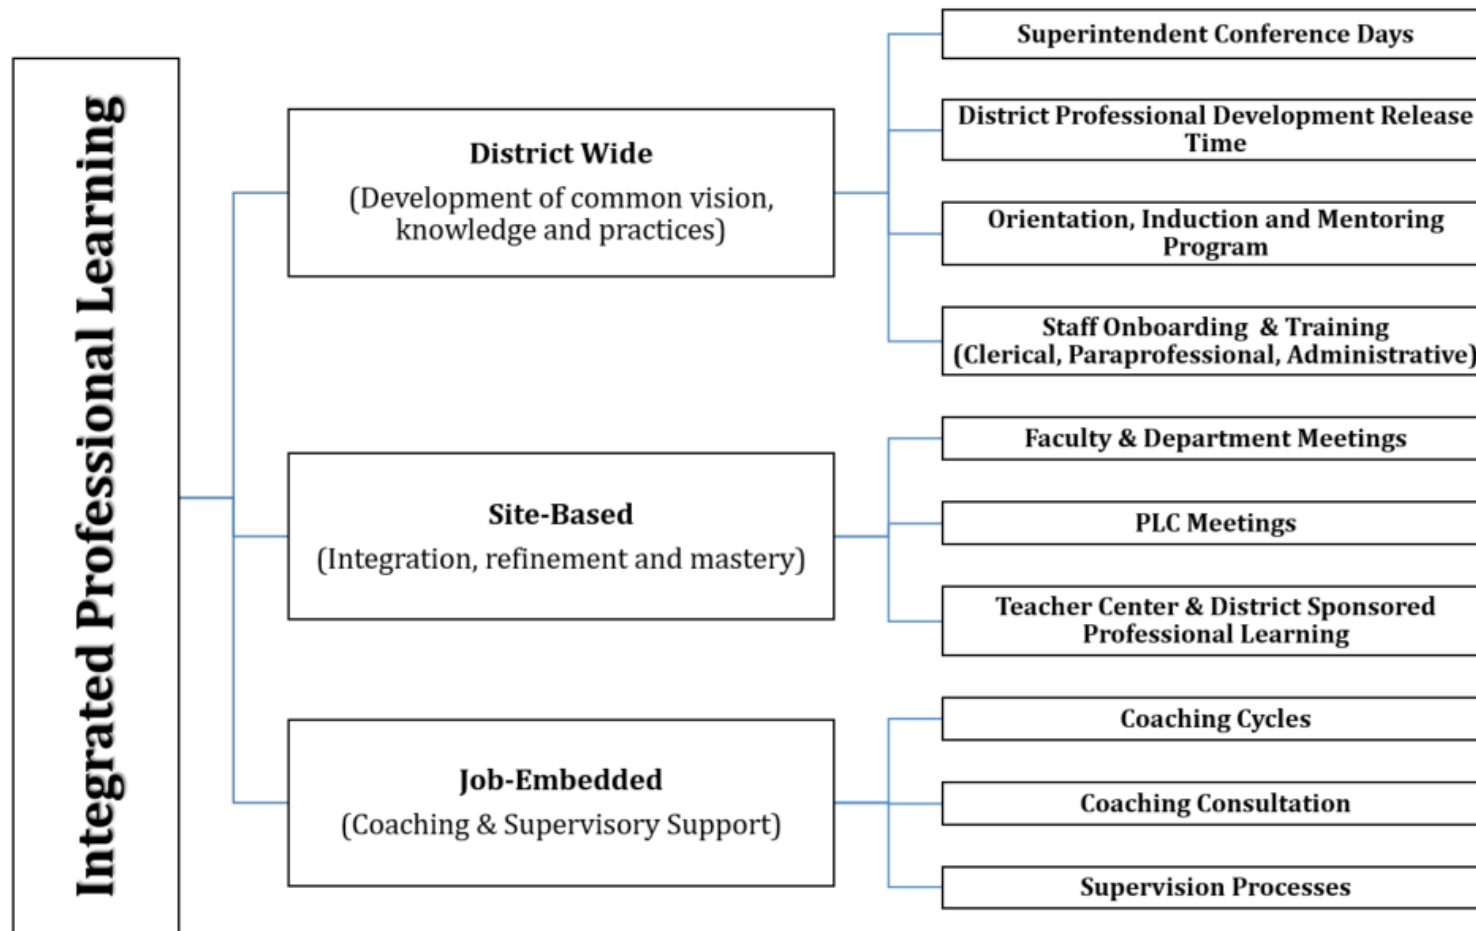 Integrated Professional Learning
District Wide
(Development of common vision,
knowledge and practices)
Superintendent Conference Days
District Professional Development Release
Time
Orientation, Induction and Mentoring
Program
Staff Onboarding & Training
(Clerical, Paraprofessional, Administrative)
Site-Based
(Integration, refinement and mastery)
Faculty & Department Meetings
PLC Meetings
Teacher Center & District Sponsored
Professional Learning
Job-Embedded
(Coaching & Supervisory Support)
Coaching Cycles
Coaching Consultation
Supervision Processes